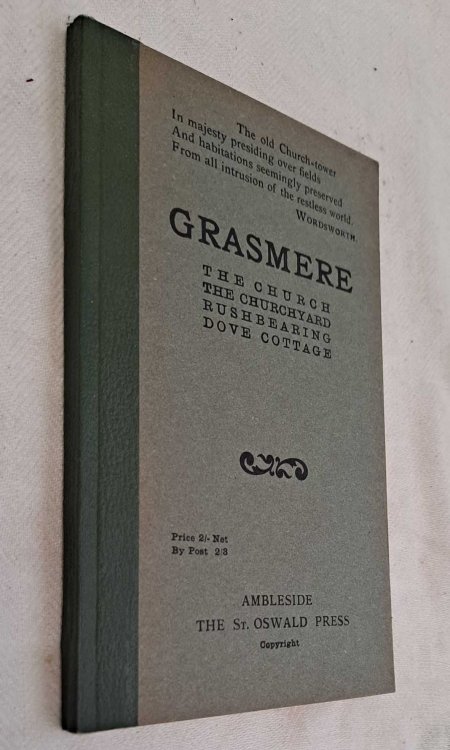 The old Church-tower
In majesty presiding over fields
And habitations seemingly preserved
From all intrusion of the restless world.
WORDSWORTH
GRASMERE
THE CHURCH
THE CHURCHYARD
RUSHBEARING
DOVE COTTAGE
Price 2/- Net
By Post 2/3
AMBLESIDE
THE ST. OSWALD PRESS
Copyright